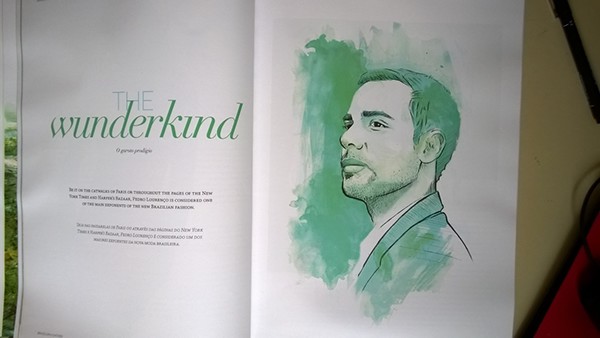 THE
wunderkind
O garoto prodígio
Be it on the catwalks of Paris or throughout the pages of the New
York Times and Harper's Bazaar, Pedro Lourenço is considered one
of the main exponents of the new Brazilian fashion.
Seja nas passarelas de Paris ou através das páginas do New York
Times e Harper's Bazaar, Pedro Lourenço é considerado um dos
maiores expoentes da nova moda brasileira